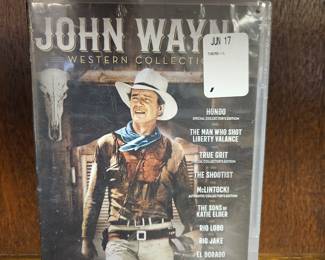 JOHN WAYN
WESTERN COLLECTIO
JUN 17
HONDO
SPECIAL COLLECTOR'S EDITION
THE MAN WHO SHOT
LIBERTY VALANCE
TRUE GRIT
SPECIAL COLLECTOR'S EDITION
THE SHOOTIST
McLINTOCK!
AUTHENTIC COLLECTOR'S EDITION
THE SONS OF
KATIE ELDER
RIO LOBO
BIG JAKE
EL DORADO